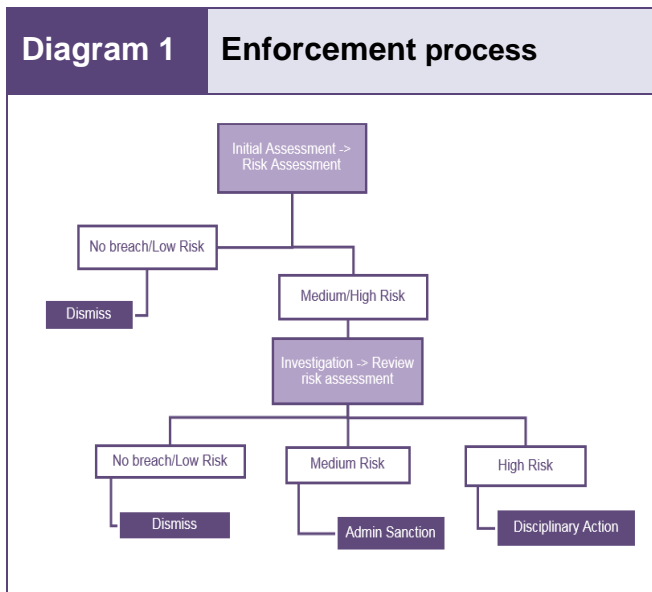 Diagram 1 Enforcement process
Initial Assessment ->
Risk Assessment
No breach/Low Risk
Dismiss
Medium/High Risk
Investigation -> Review
risk assessment
No breach/Low Risk
Medium Risk
High Risk
Dismiss
Admin Sanction
Disciplinary Action